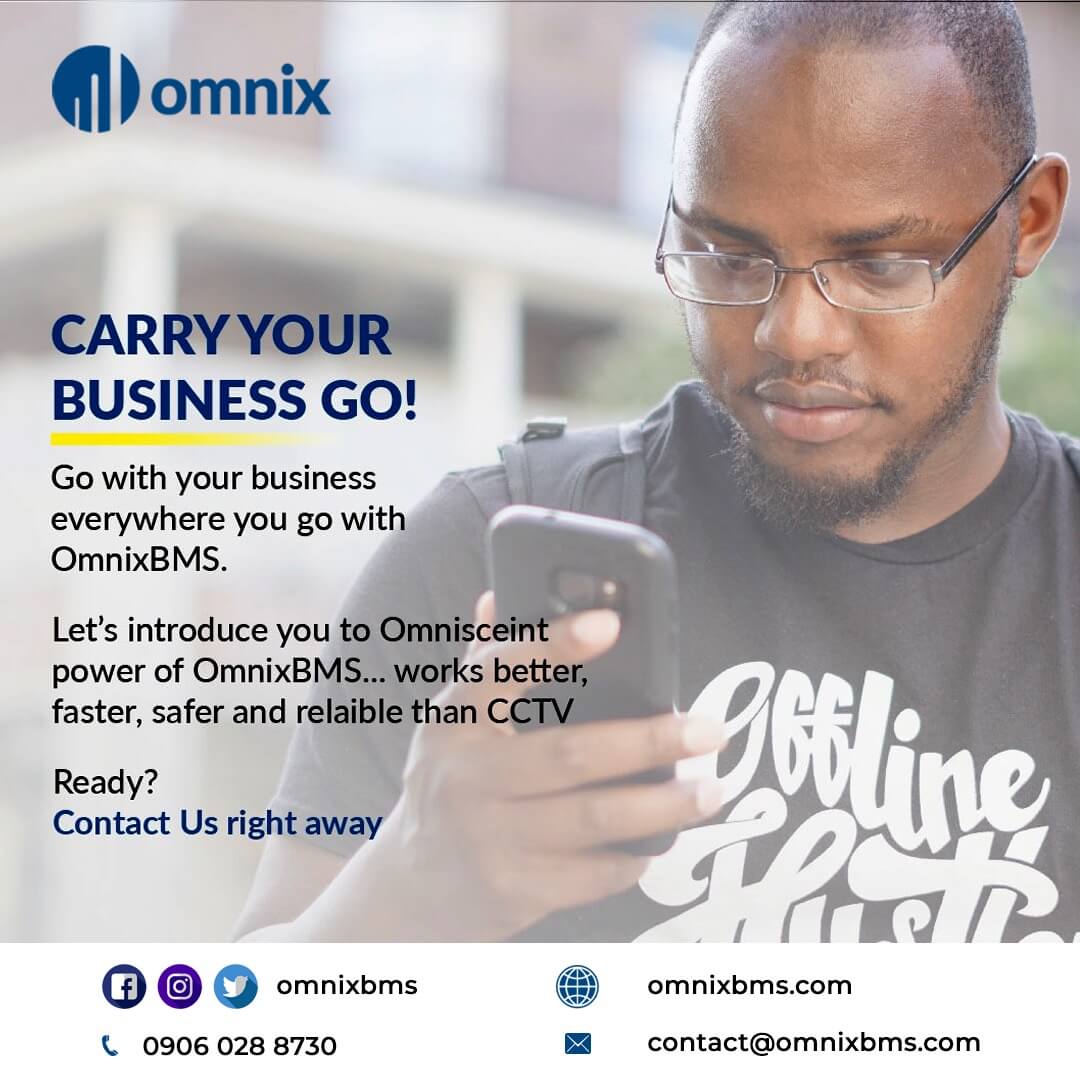 omnix
CARRY YOUR
BUSINESS GO!
Go with your business
everywhere you go with
OmnixBMS.
Let’s introduce you to Omnisceint
power of OmnixBMS... works better,
faster, safer and relaible than CCTV
Ready?
Contact Us right away
Offline
omnixbms
omnixbms.com
0906 028 8730
contact@omnixbms.com